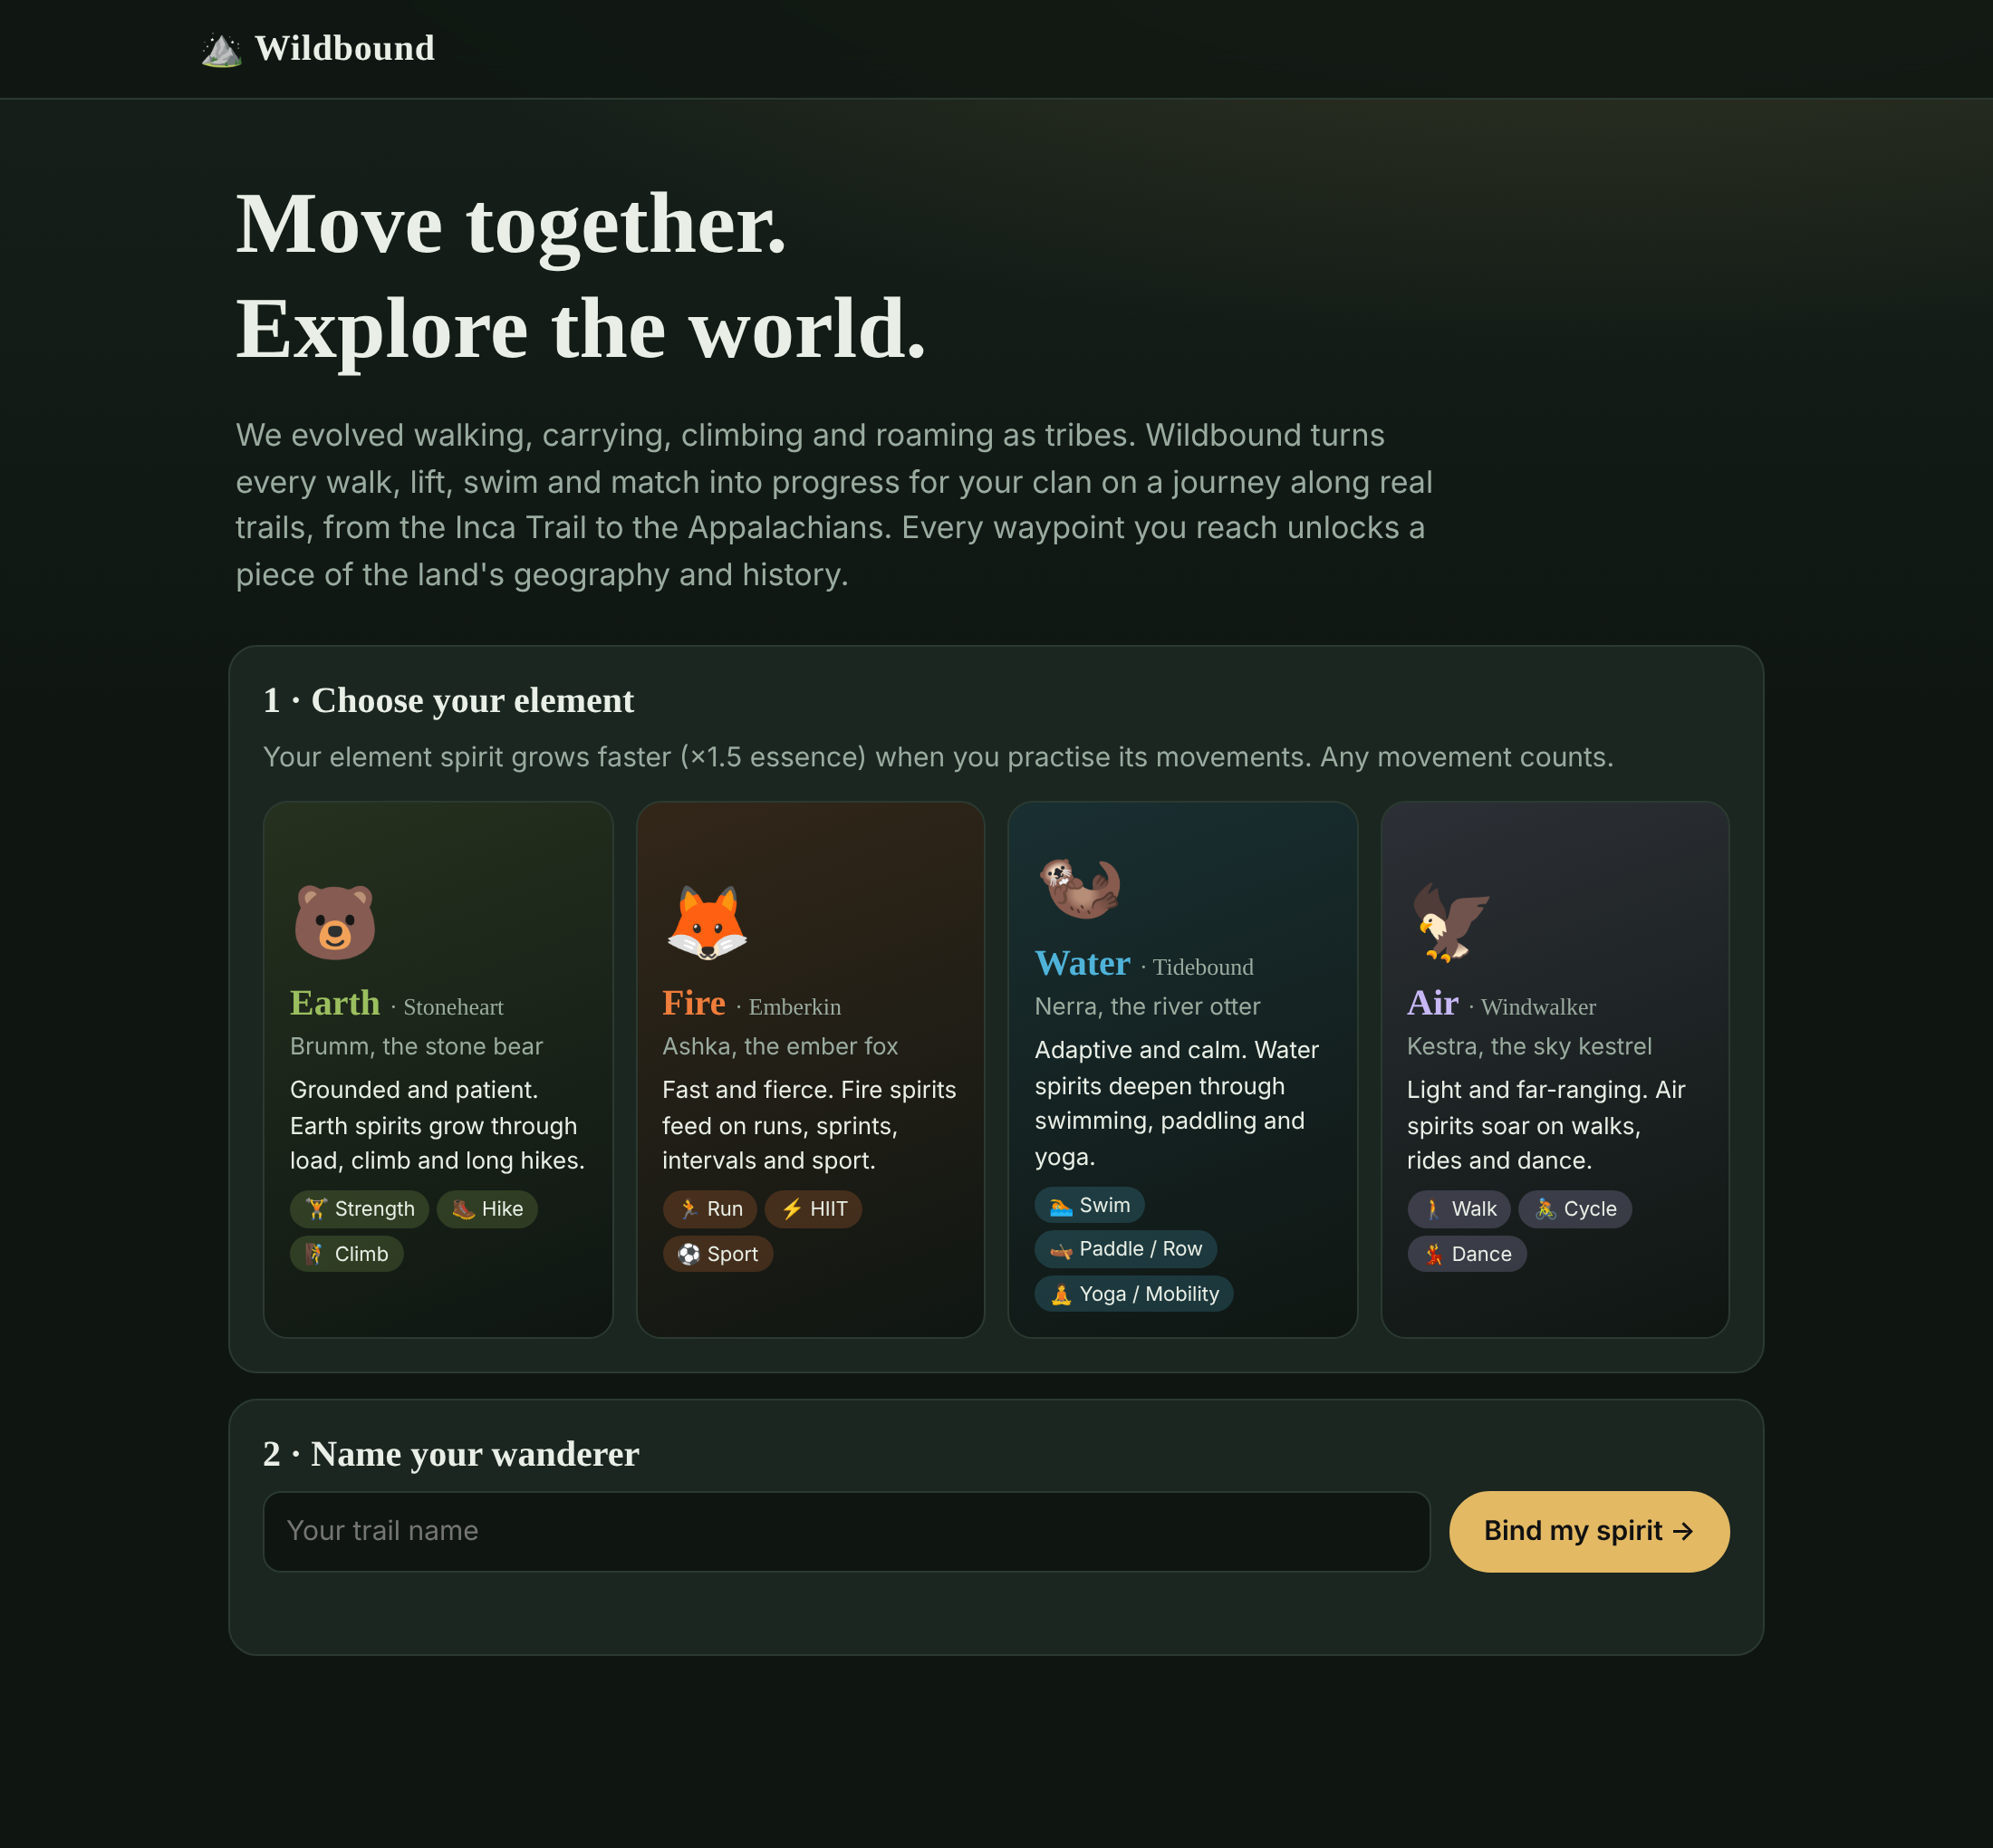 Wildbound
Move together.
Explore the world.
We evolved walking, carrying, climbing and roaming as tribes. Wildbound turns
every walk, lift, swim and match into progress for your clan on a journey along real
trails, from the Inca Trail to the Appalachians. Every waypoint you reach unlocks a
piece of the land's geography and history.
1 · Choose your element
Your element spirit grows faster (×1.5 essence) when you practise its movements. Any movement counts.
Earth · Stoneheart
Brumm, the stone bear
Grounded and patient.
Earth spirits grow through
load, climb and long hikes.
Strength
Hike
Climb
Fire · Emberkin
Ashka, the ember fox
Fast and fierce. Fire spirits
feed on runs, sprints,
intervals and sport.
Run
HIIT
Sport
Water · Tidebound
Nerra, the river otter
Adaptive and calm. Water
spirits deepen through
swimming, paddling and
yoga.
Swim
Paddle / Row
Yoga / Mobility
Air · Windwalker
Kestra, the sky kestrel
Light and far-ranging. Air
spirits soar on walks,
rides and dance.
Walk
Cycle
Dance
2 · Name your wanderer
Your trail name
Bind my spirit →